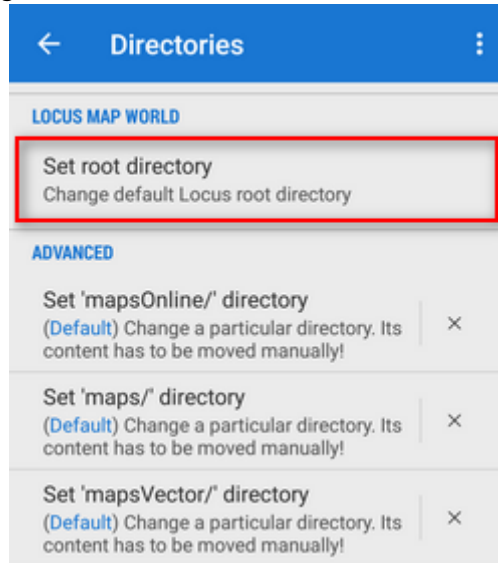 Directories
LOCUS MAP WORLD
Set root directory
Change default Locus root directory
ADVANCED
Set 'mapsOnline/' directory
(Default) Change a particular directory. Its
content has to be moved manually!
Set 'maps/' directory
(Default) Change a particular directory. Its
content has to be moved manually!
Set 'mapsVector/' directory
(Default) Change a particular directory. Its
content has to be moved manually!